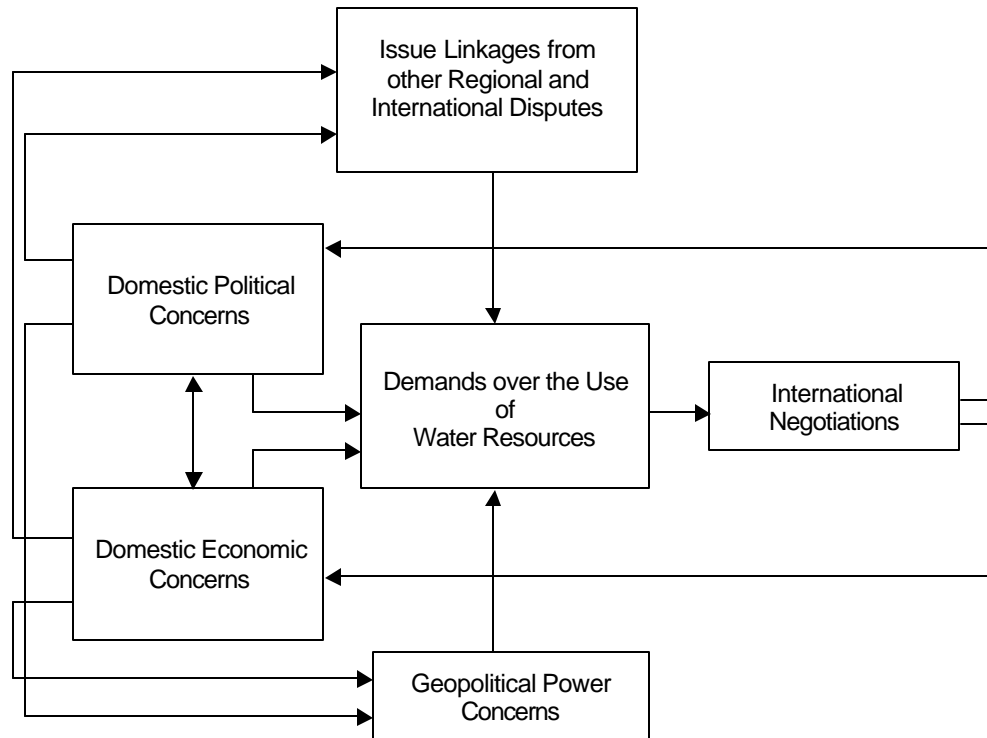 Issue Linkages from
other Regional and
International Disputes
Domestic Political
Concerns
Demands over the Use
of
Water Resources
International
Negotiations
Domestic Economic
Concerns
Geopolitical Power
Concerns